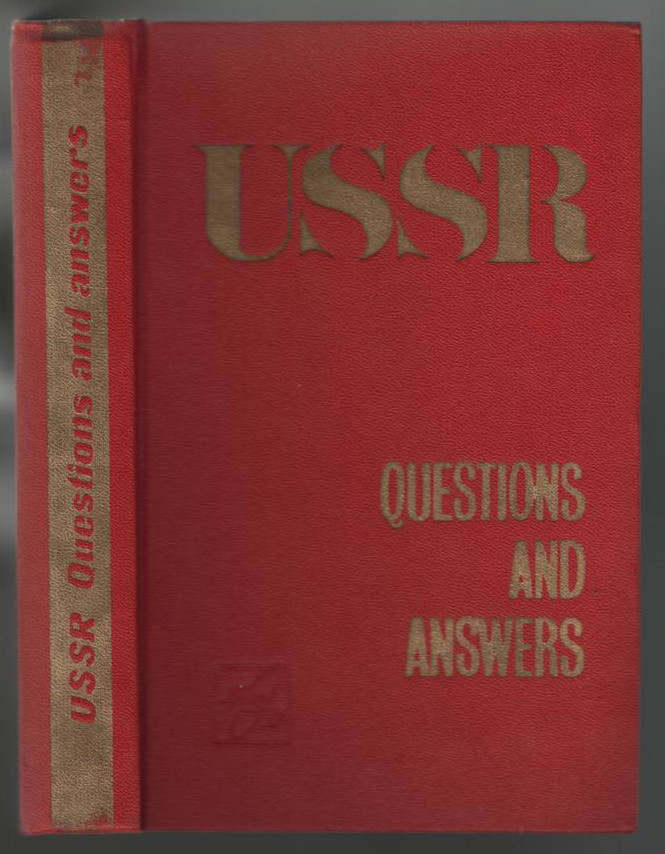 USSR Questions and answers
USSR
QUESTIONS
AND
ANSWERS